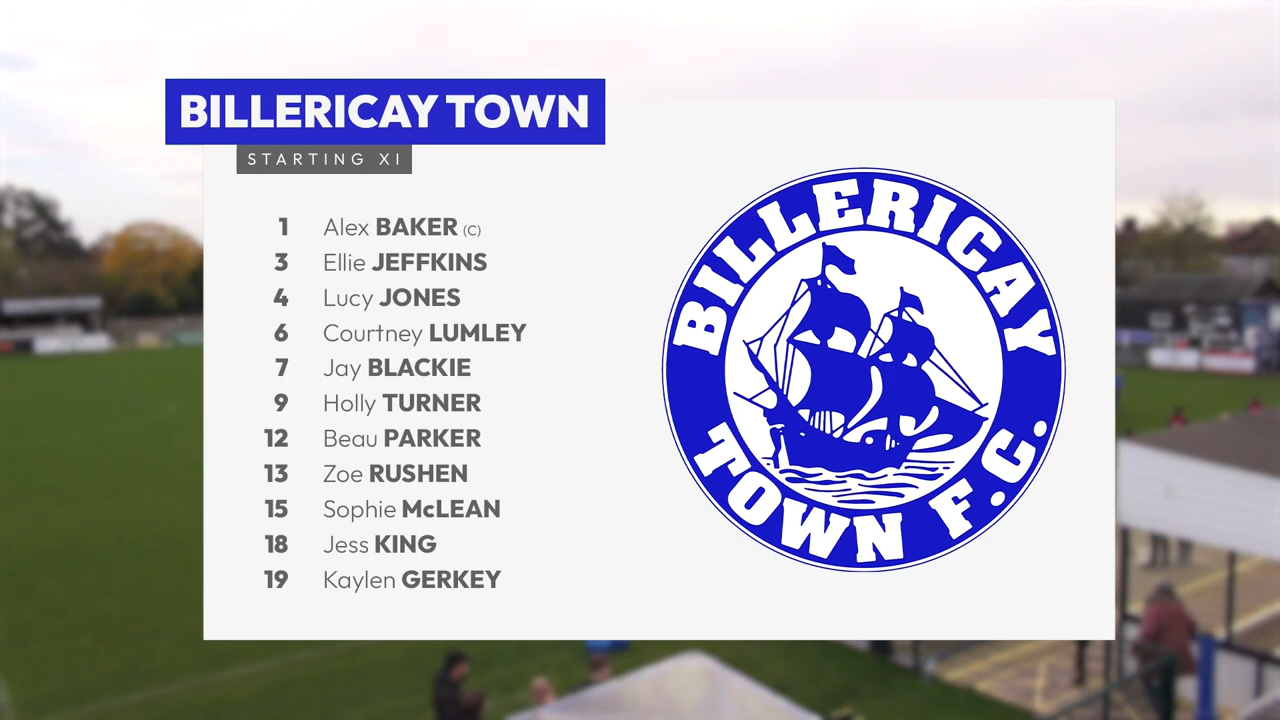 BILLERICAY TOWN
STARTING XI
1 Alex BAKER (C)
3 Ellie JEFFKINS
4 Lucy JONES
6 Courtney LUMLEY
7 Jay BLACKIE
9 Holly TURNER
12 Beau PARKER
13 Zoe RUSHEN
15 Sophie McLEAN
18 Jess KING
19 Kaylen GERKEY
BILLERICAY
TOWN F.C.